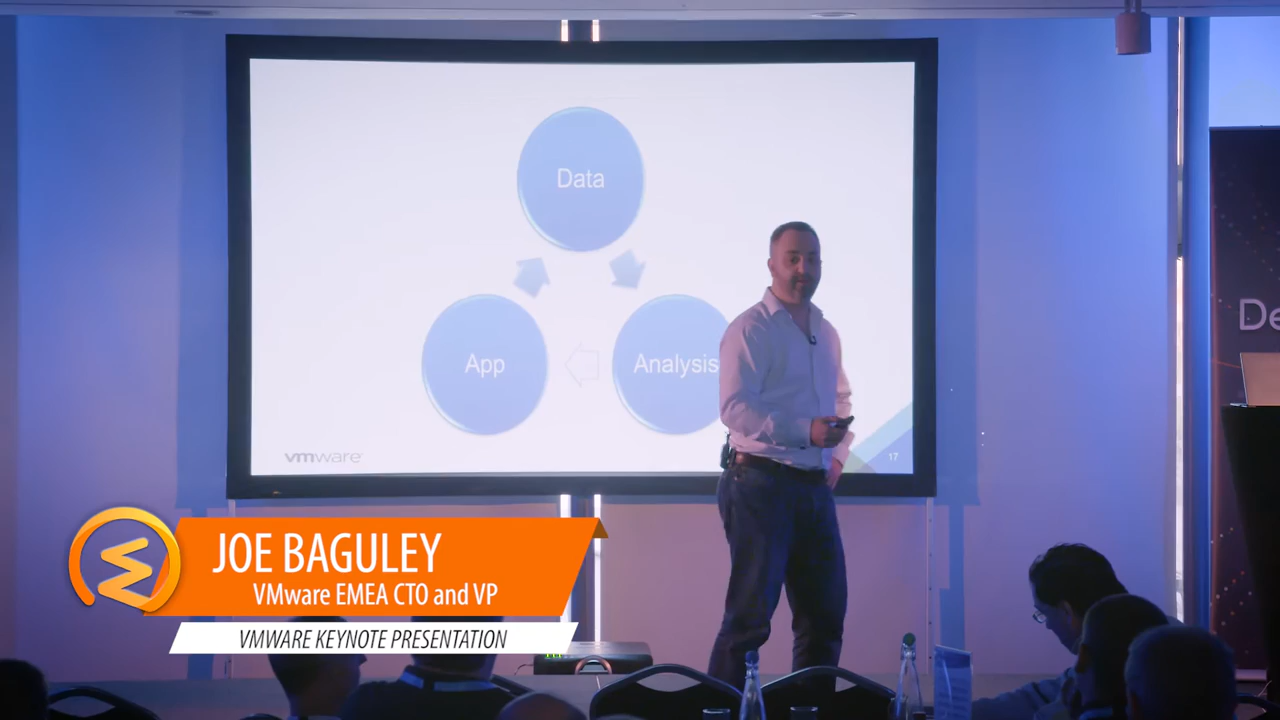 Data
App
Analysis
vmware
17
De
JOE BAGULEY
VMware EMEA CTO and VP
VMWARE KEYNOTE PRESENTATION